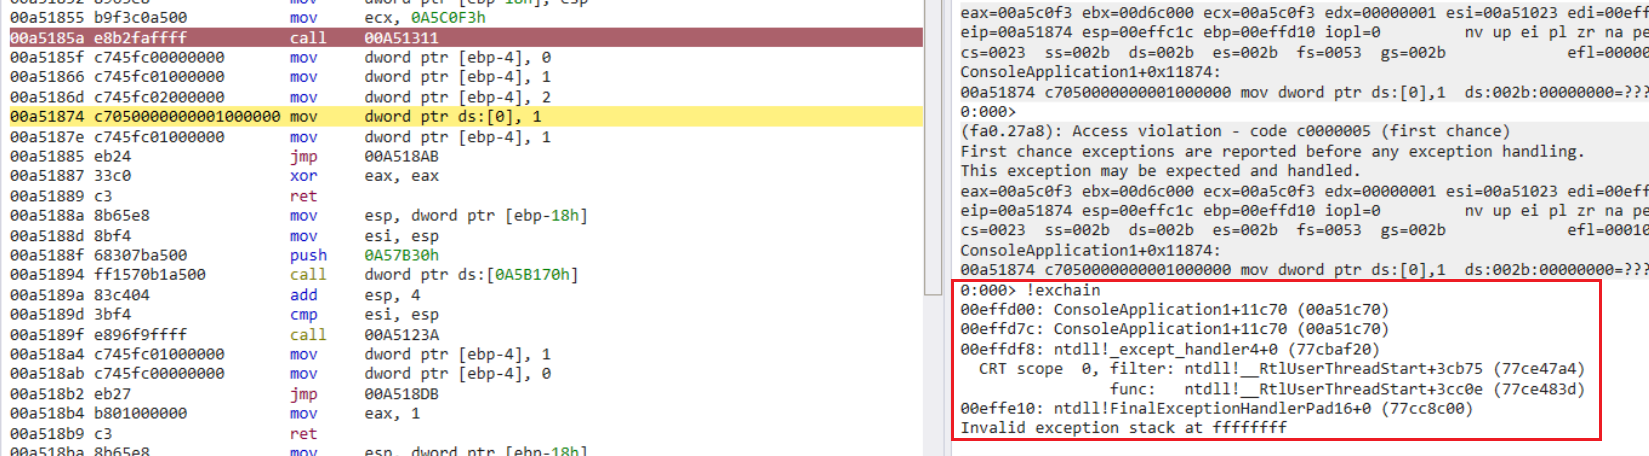 00a51855 b9f3c0a500 mov ecx, 0A5C0F3h
00a5185a e8b2faffff call 00A51311
00a5185f c745fc00000000 mov dword ptr [ebp-4], 0
00a51866 c745fc01000000 mov dword ptr [ebp-4], 1
00a5186d c745fc02000000 mov dword ptr [ebp-4], 2
00a51874 c7050000000001000000 mov dword ptr ds:[0], 1
00a5187e c745fc01000000 mov dword ptr [ebp-4], 1
00a51885 eb24 jmp 00A518AB
00a51887 33c0 xor eax, eax
00a51889 c3 ret
00a5188a 8b65e8 mov esp, dword ptr [ebp-18h]
00a5188d 8bf4 mov esi, esp
00a5188f 68307ba500 push 0A57B30h
00a51894 ff1570b1a500 call dword ptr ds:[0A5B170h]
00a5189a 83c404 add esp, 4
00a5189d 3bf4 cmp esi, esp
00a5189f e896f9ffff call 00A5123A
00a518a4 c745fc01000000 mov dword ptr [ebp-4], 1
00a518ab c745fc00000000 mov dword ptr [ebp-4], 0
00a518b2 eb27 jmp 00A518DB
00a518b4 b801000000 mov eax, 1
00a518b9 c3 ret
00a518ba 8b65e8 mov esp, dword ptr [ebp-18h]
eax=00a5c0f3 ebx=00d6c000 ecx=00a5c0f3 edx=00000001 esi=00a51023 edi=00eff
eip=00a51874 esp=00effc1c ebp=00effd10 iopl=0 nv up ei pl zr na pe
cs=0023 ss=002b ds=002b es=002b fs=0053 gs=002b efl=00000
ConsoleApplication1+0x11874:
00a51874 c7050000000001000000 mov dword ptr ds:[0],1 ds:002b:00000000=???
0:000>
(fa0.27a8): Access violation - code c0000005 (first chance)
First chance exceptions are reported before any exception handling.
This exception may be expected and handled.
eax=00a5c0f3 ebx=00d6c000 ecx=00a5c0f3 edx=00000001 esi=00a51023 edi=00eff
eip=00a51874 esp=00effc1c ebp=00effd10 iopl=0 nv up ei pl zr na pe
cs=0023 ss=002b ds=002b es=002b fs=0053 gs=002b efl=00010
ConsoleApplication1+0x11874:
00a51874 c7050000000001000000 mov dword ptr ds:[0],1 ds:002b:00000000=???
0:000> !exchain
00effd00: ConsoleApplication1+11c70 (00a51c70)
00effd7c: ConsoleApplication1+11c70 (00a51c70)
00effdf8: ntdll!_except_handler4+0 (77cbaf20)
CRT scope 0, filter: ntdll!__RtlUserThreadStart+3cb75 (77ce47a4)
func: ntdll!__RtlUserThreadStart+3cc0e (77ce483d)
00effe10: ntdll!FinalExceptionHandlerPad16+0 (77cc8c00)
Invalid exception stack at ffffffff